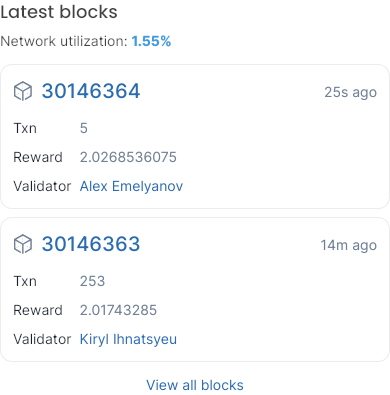 Latest blocks
Network utilization: 1.55%
30146364 25s ago
Txn 5
Reward 2.0268536075
Validator Alex Emelyanov
30146363 14m ago
Txn 253
Reward 2.01743285
Validator Kiryl Ihnatsyeu
View all blocks